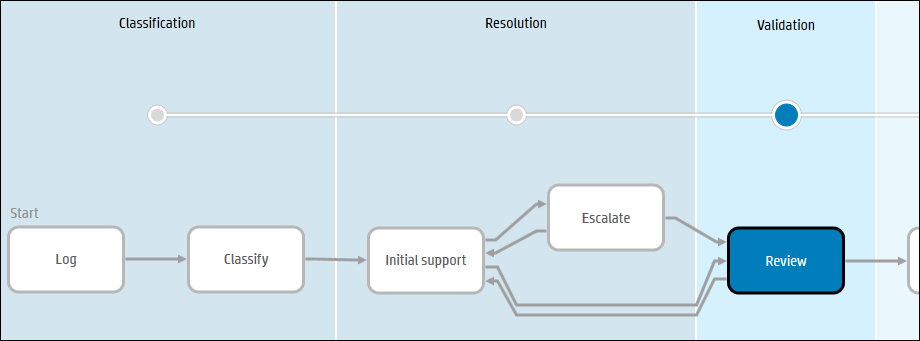 Classification
Resolution
Validation
Start
Log
Classify
Initial support
Escalate
Review